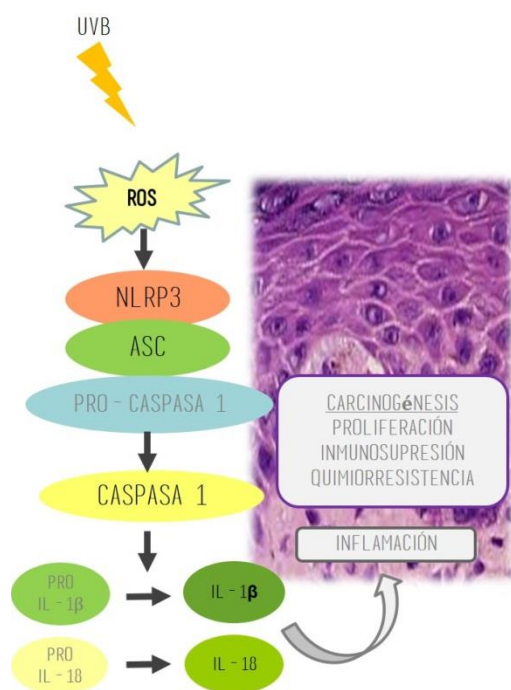 UVB
ROS
NLRP3
ASC
PRO - CASPASA 1
CASPASA 1
PRO
IL - 1β
IL - 1β
PRO
IL - 18
IL - 18
CARCINOGéNESIS
PROLIFERACIÓN
INMUNOSUPRESIÓN
QUIMIORRESISTENCIA
INFLAMACIÓN